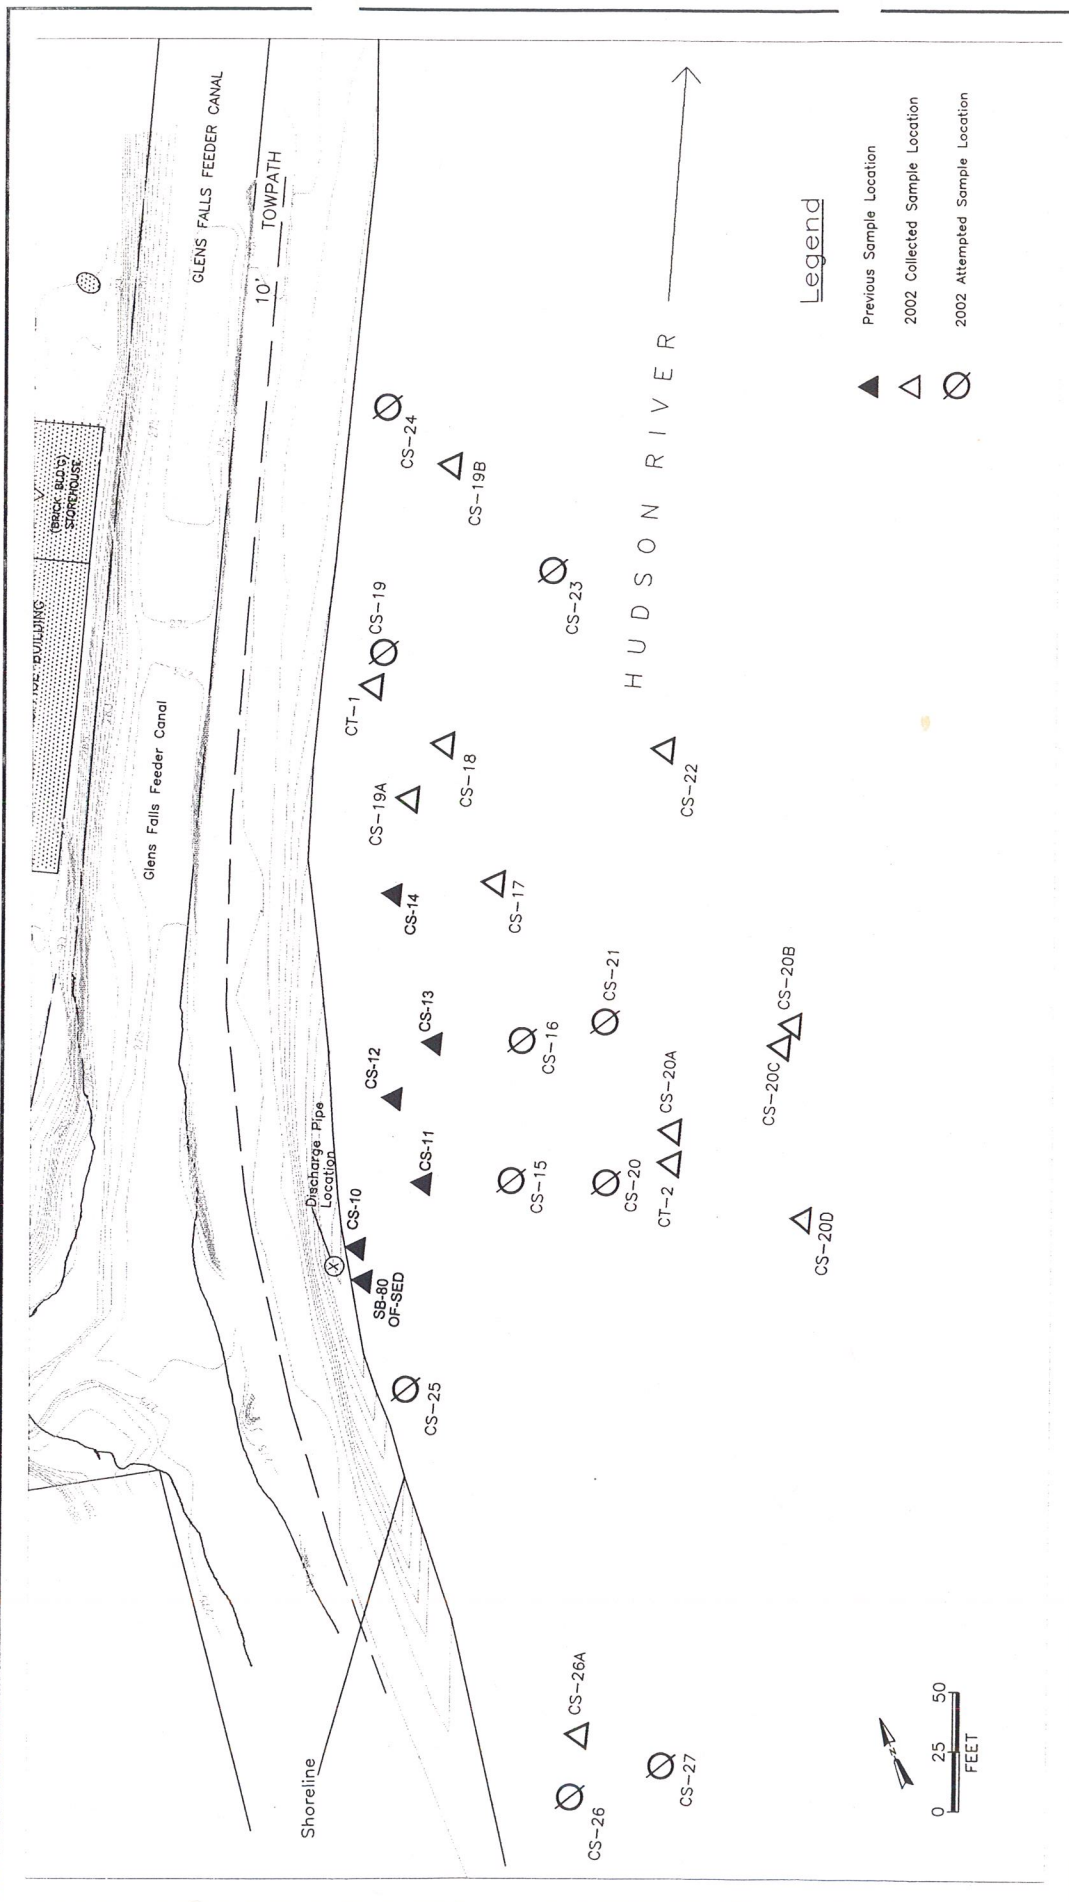 GLENS FALLS FEEDER CANAL
10' TOWPATH
(BRICK BLD'G)
STOREHOUSE
BUILDING
Glens Falls Feeder Canal
Discharge Pipe
Location
X
Shoreline
HUDSON RIVER
CS-24
CS-19B
CS-23
CS-19
CT-1
CS-18
CS-19A
CS-22
CS-14
CS-17
CS-13
CS-21
CS-16
CS-20B
CS-20C
CS-12
CS-20A
CS-11
CS-15
CS-20
CT-2
CS-20D
CS-10
SB-80
OF-SED
CS-25
CS-26A
CS-26
CS-27
Legend
Previous Sample Location
2002 Collected Sample Location
2002 Attempted Sample Location
0 25 50
FEET